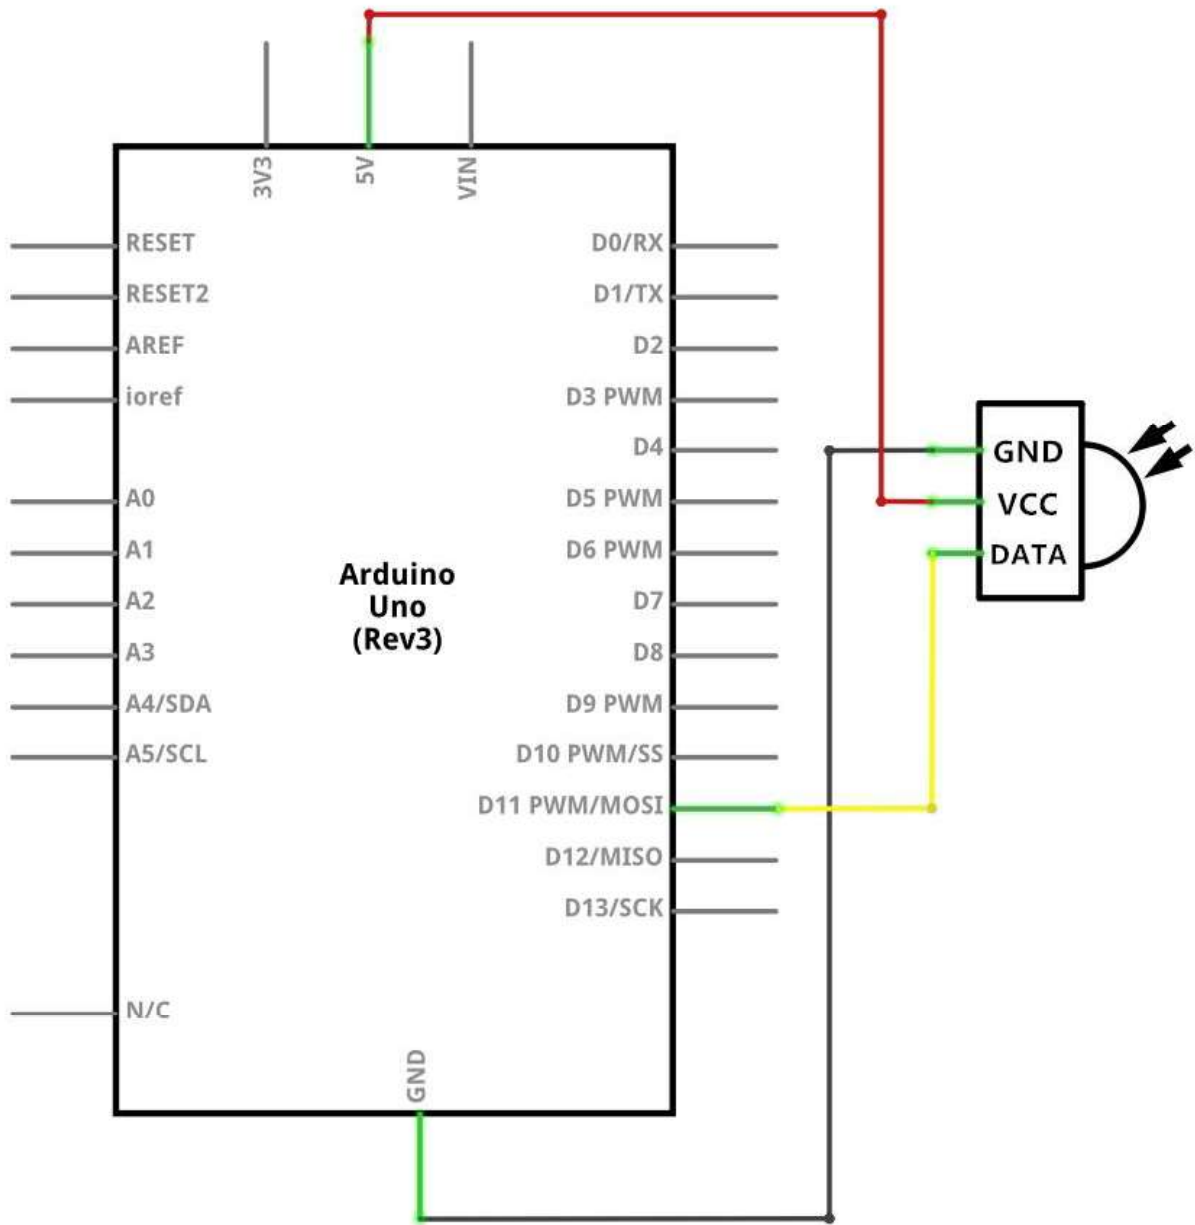 3V3
5V
VIN
RESET
RESET2
AREF
ioref
A0
A1
A2
A3
A4/SDA
A5/SCL
N/C
Arduino
Uno
(Rev3)
D0/RX
D1/TX
D2
D3 PWM
D4
D5 PWM
D6 PWM
D7
D8
D9 PWM
D10 PWM/SS
D11 PWM/MOSI
D12/MISO
D13/SCK
GND
GND
VCC
DATA